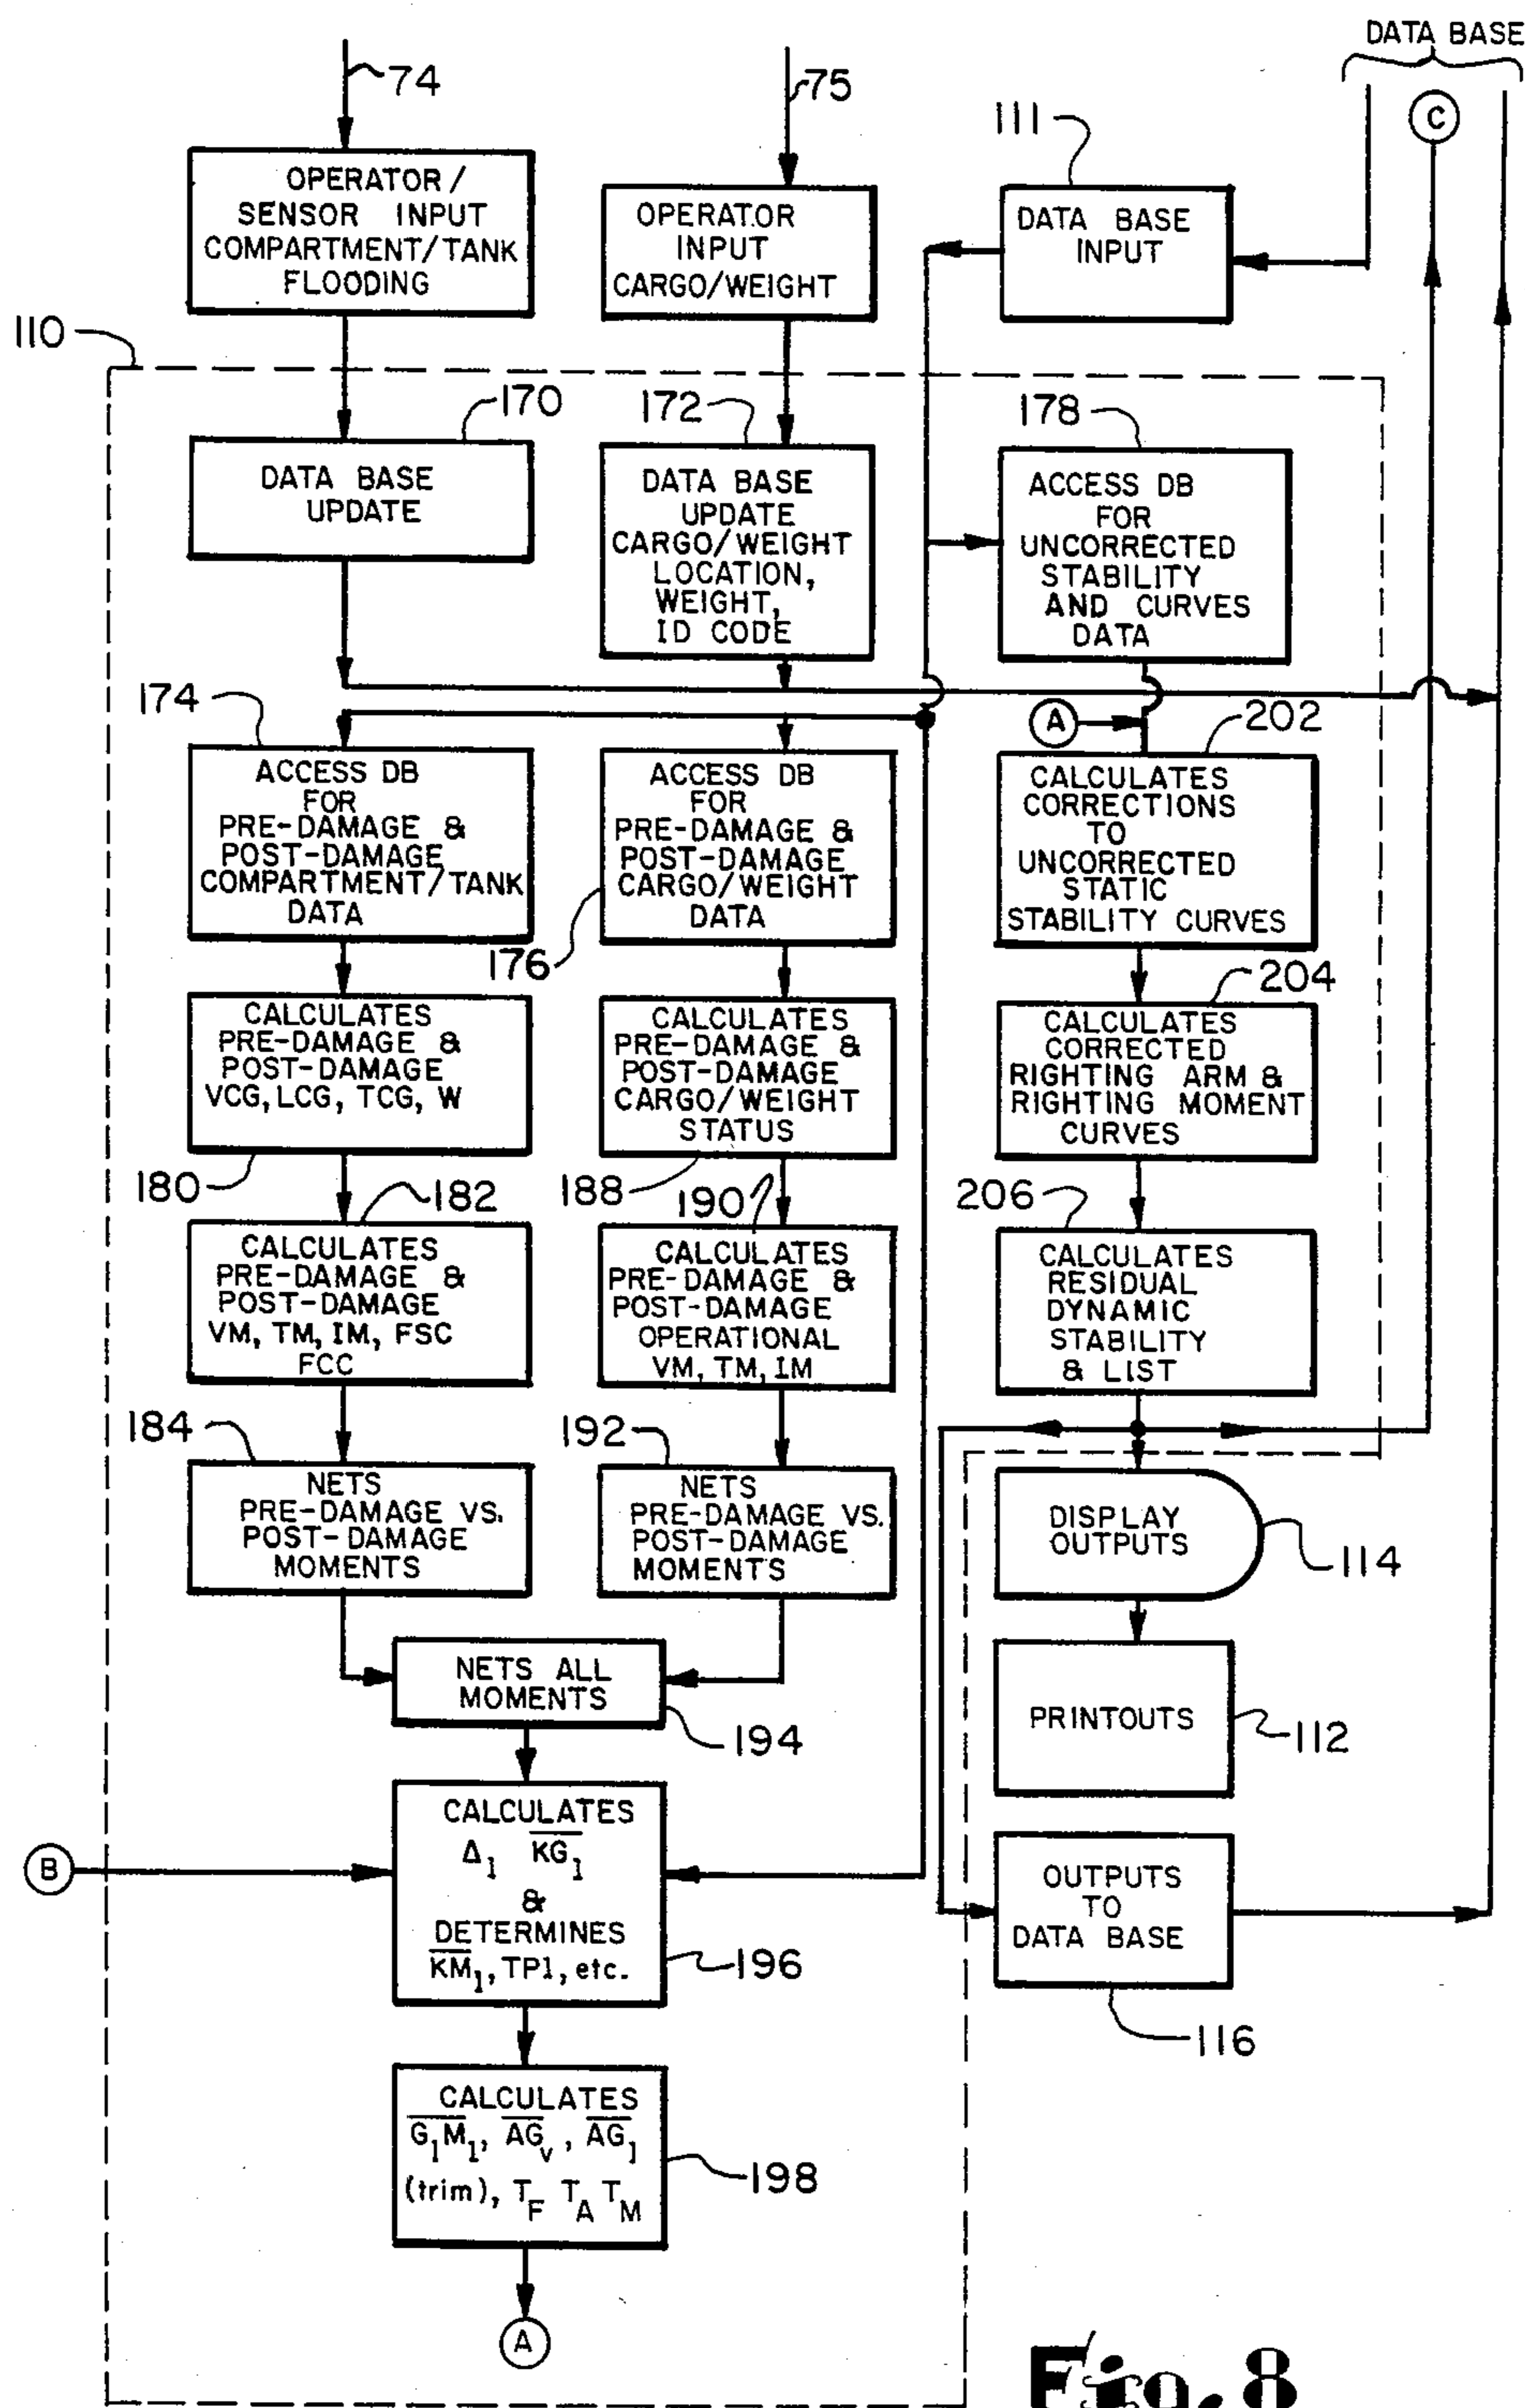 DATA BASE
74
75
111
C
OPERATOR /
SENSOR INPUT
COMPARTMENT/TANK
FLOODING
OPERATOR
INPUT
CARGO/WEIGHT
DATA BASE
INPUT
110
170
172
178
DATA BASE
UPDATE
DATA BASE
UPDATE
CARGO/WEIGHT
LOCATION,
WEIGHT,
ID CODE
ACCESS DB
FOR
UNCORRECTED
STABILITY
AND CURVES
DATA
174
A
202
ACCESS DB
FOR
PRE-DAMAGE &
POST-DAMAGE
COMPARTMENT/TANK
DATA
ACCESS DB
FOR
PRE-DAMAGE &
POST-DAMAGE
CARGO/WEIGHT
DATA
CALCULATES
CORRECTIONS
TO
UNCORRECTED
STATIC
STABILITY CURVES
176
204
CALCULATES
PRE-DAMAGE &
POST-DAMAGE
VCG, LCG, TCG, W
CALCULATES
PRE-DAMAGE &
POST-DAMAGE
CARGO/WEIGHT
STATUS
CALCULATES
CORRECTED
RIGHTING ARM &
RIGHTING MOMENT
CURVES
180
182
188
190
206
CALCULATES
PRE-DAMAGE &
POST-DAMAGE
VM, TM, IM, FSC
FCC
CALCULATES
PRE-DAMAGE &
POST-DAMAGE
OPERATIONAL
VM, TM, IM
CALCULATES
RESIDUAL
DYNAMIC
STABILITY
& LIST
184
192
NETS
PRE-DAMAGE VS.
POST-DAMAGE
MOMENTS
NETS
PRE-DAMAGE VS.
POST-DAMAGE
MOMENTS
DISPLAY
OUTPUTS
114
NETS ALL
MOMENTS
194
PRINTOUTS
112
B
CALCULATES
Δ₁ K̅G̅₁
&
DETERMINES
K̅M̅₁, TP1, etc.
196
OUTPUTS
TO
DATA BASE
116
CALCULATES
G̅₁M̅₁, A̅G̅ᵥ, A̅G̅₁
(trim), T_F T_A T_M
198
A
Fig. 8